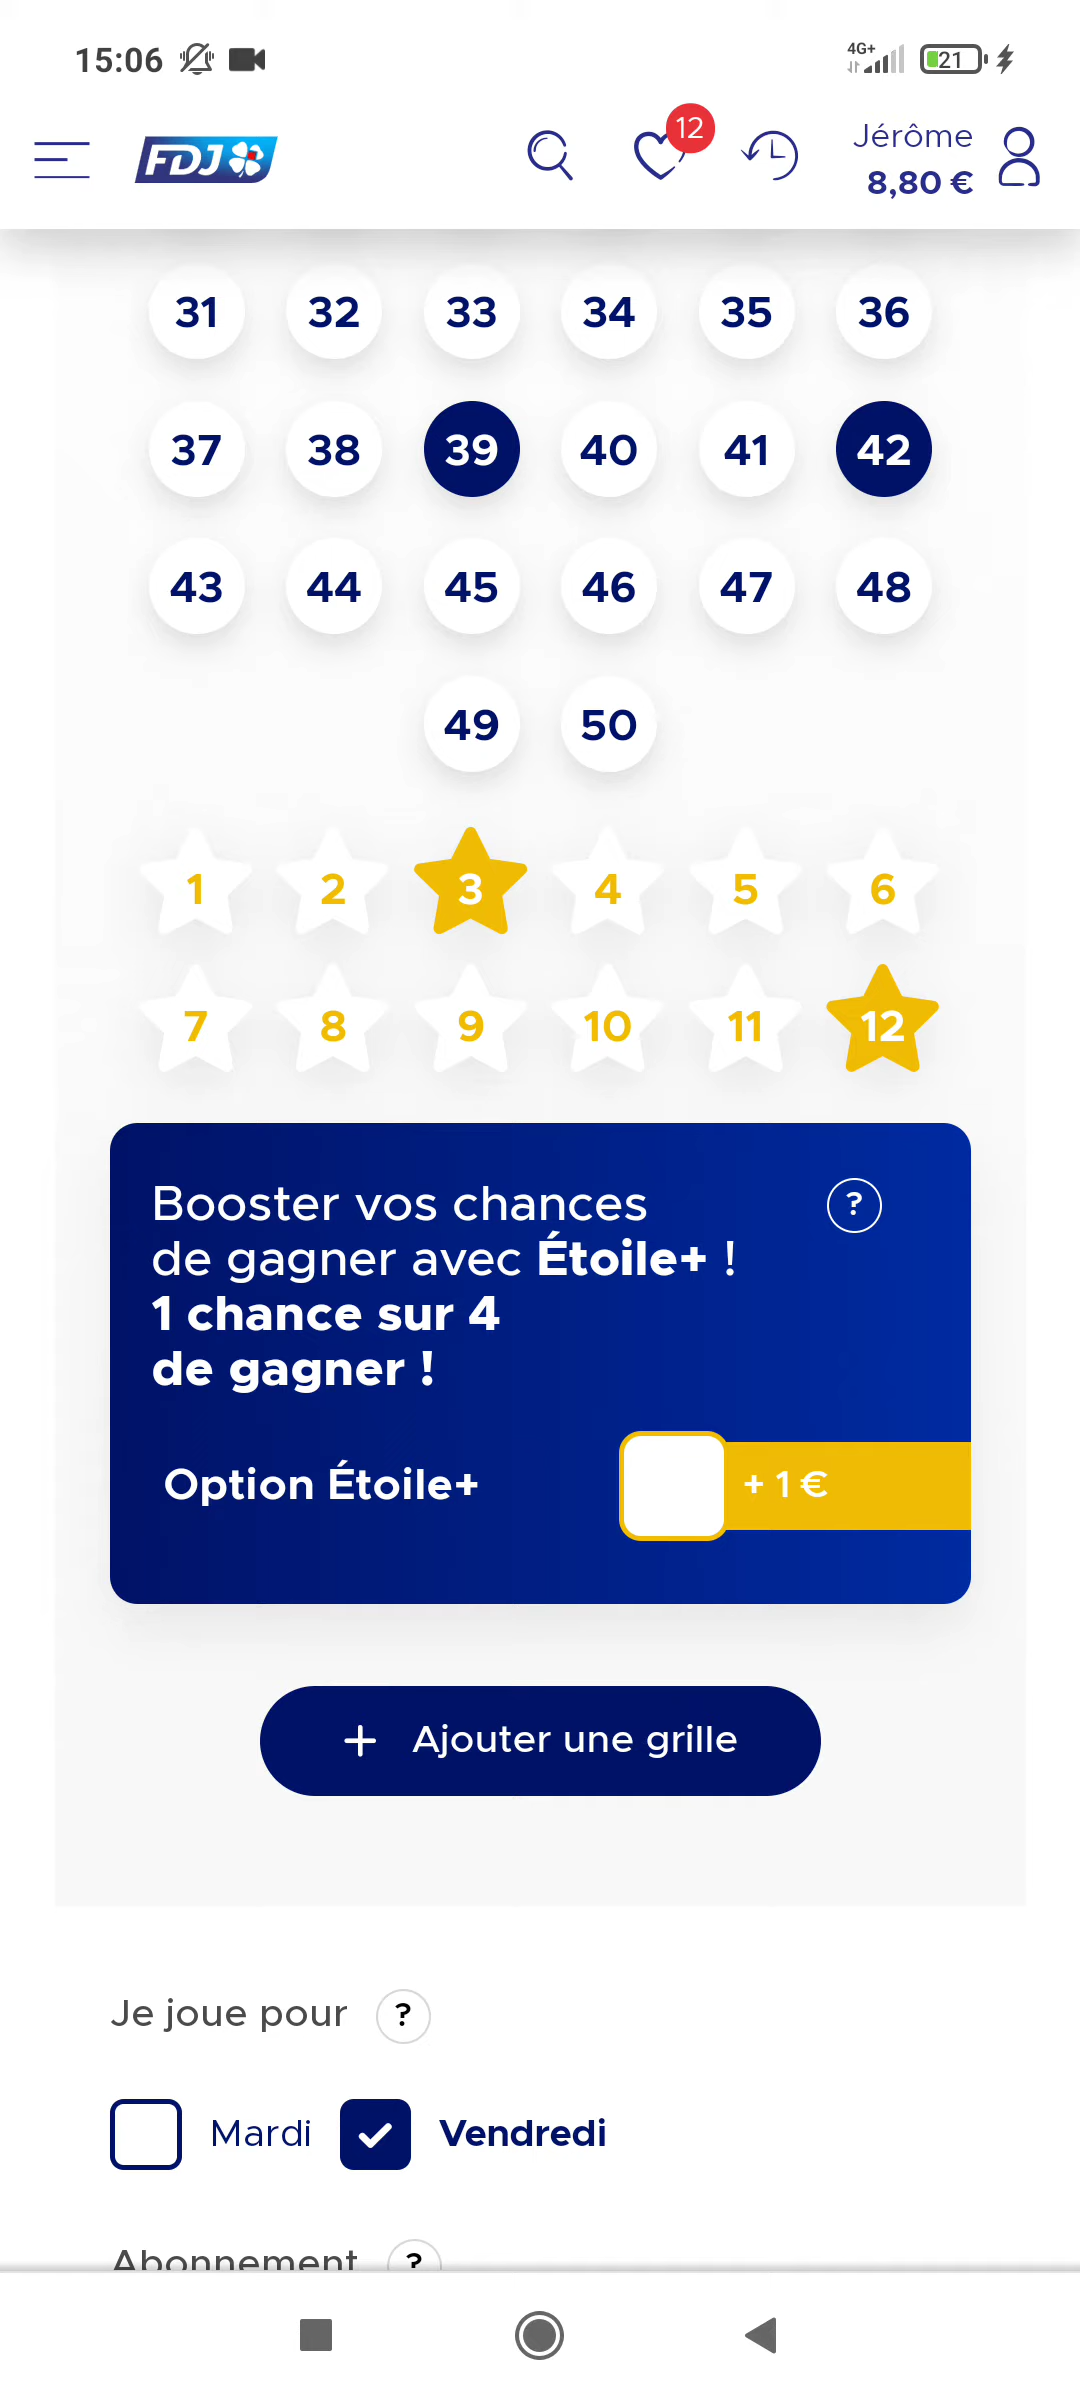 15:06 4G+ 21
FDJ 12 Jérôme
8,80 €
31 32 33 34 35 36
37 38 39 40 41 42
43 44 45 46 47 48
49 50
1 2 3 4 5 6
7 8 9 10 11 12
Booster vos chances ?
de gagner avec Étoile+ !
1 chance sur 4
de gagner !
Option Étoile+ + 1 €
+ Ajouter une grille
Je joue pour ?
Mardi Vendredi
Abonnement ?